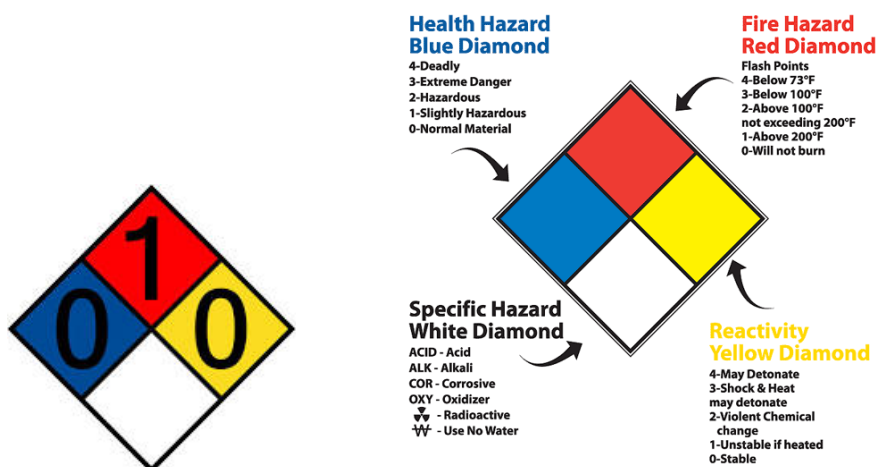 1
0
0
Health Hazard
Blue Diamond
4-Deadly
3-Extreme Danger
2-Hazardous
1-Slightly Hazardous
0-Normal Material
Fire Hazard
Red Diamond
Flash Points
4-Below 73°F
3-Below 100°F
2-Above 100°F
not exceeding 200°F
1-Above 200°F
0-Will not burn
Specific Hazard
White Diamond
ACID - Acid
ALK - Alkali
COR - Corrosive
OXY - Oxidizer
- Radioactive
W - Use No Water
Reactivity
Yellow Diamond
4-May Detonate
3-Shock & Heat
may detonate
2-Violent Chemical
change
1-Unstable if heated
0-Stable